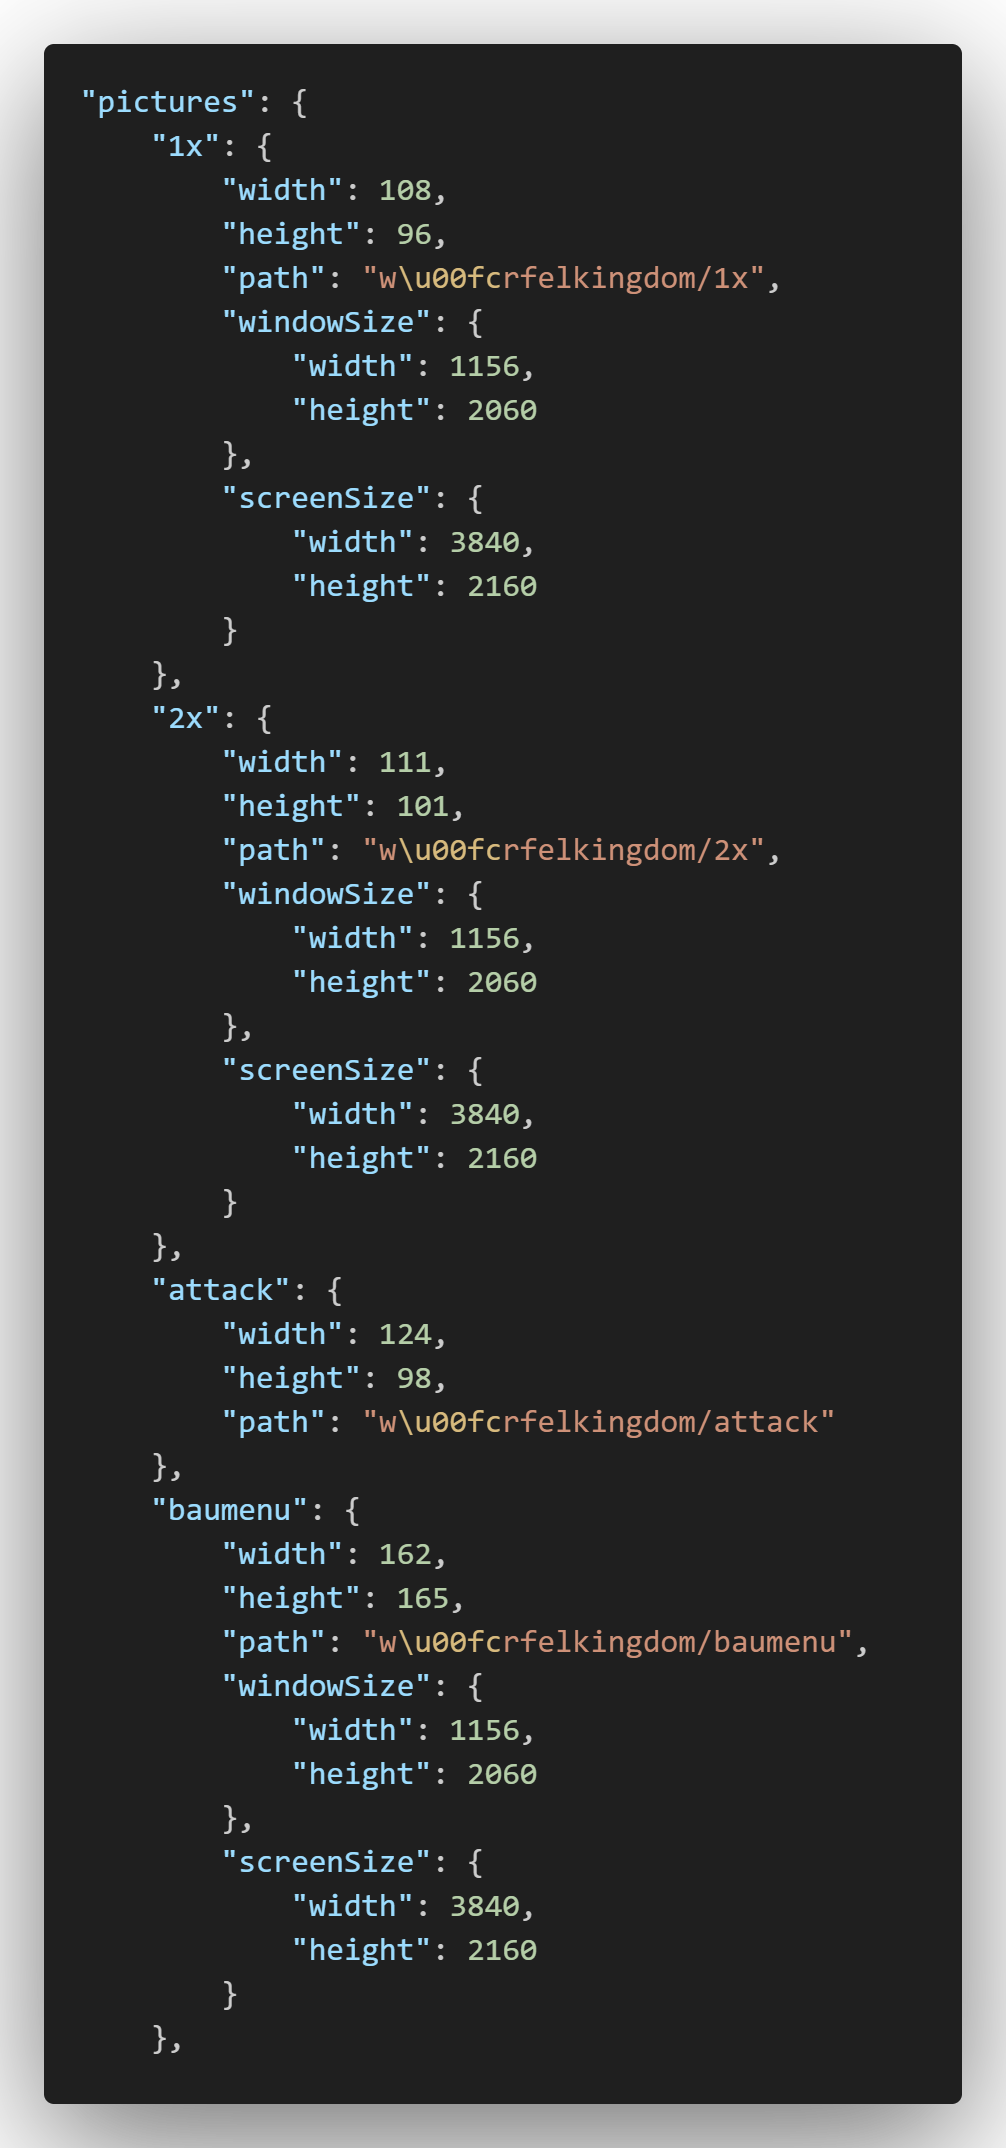 "pictures": {
    "1x": {
        "width": 108,
        "height": 96,
        "path": "w\u00fcrfelkingdom/1x",
        "windowSize": {
            "width": 1156,
            "height": 2060
        },
        "screenSize": {
            "width": 3840,
            "height": 2160
        }
    },
    "2x": {
        "width": 111,
        "height": 101,
        "path": "w\u00fcrfelkingdom/2x",
        "windowSize": {
            "width": 1156,
            "height": 2060
        },
        "screenSize": {
            "width": 3840,
            "height": 2160
        }
    },
    "attack": {
        "width": 124,
        "height": 98,
        "path": "w\u00fcrfelkingdom/attack"
    },
    "baumenu": {
        "width": 162,
        "height": 165,
        "path": "w\u00fcrfelkingdom/baumenu",
        "windowSize": {
            "width": 1156,
            "height": 2060
        },
        "screenSize": {
            "width": 3840,
            "height": 2160
        }
    },